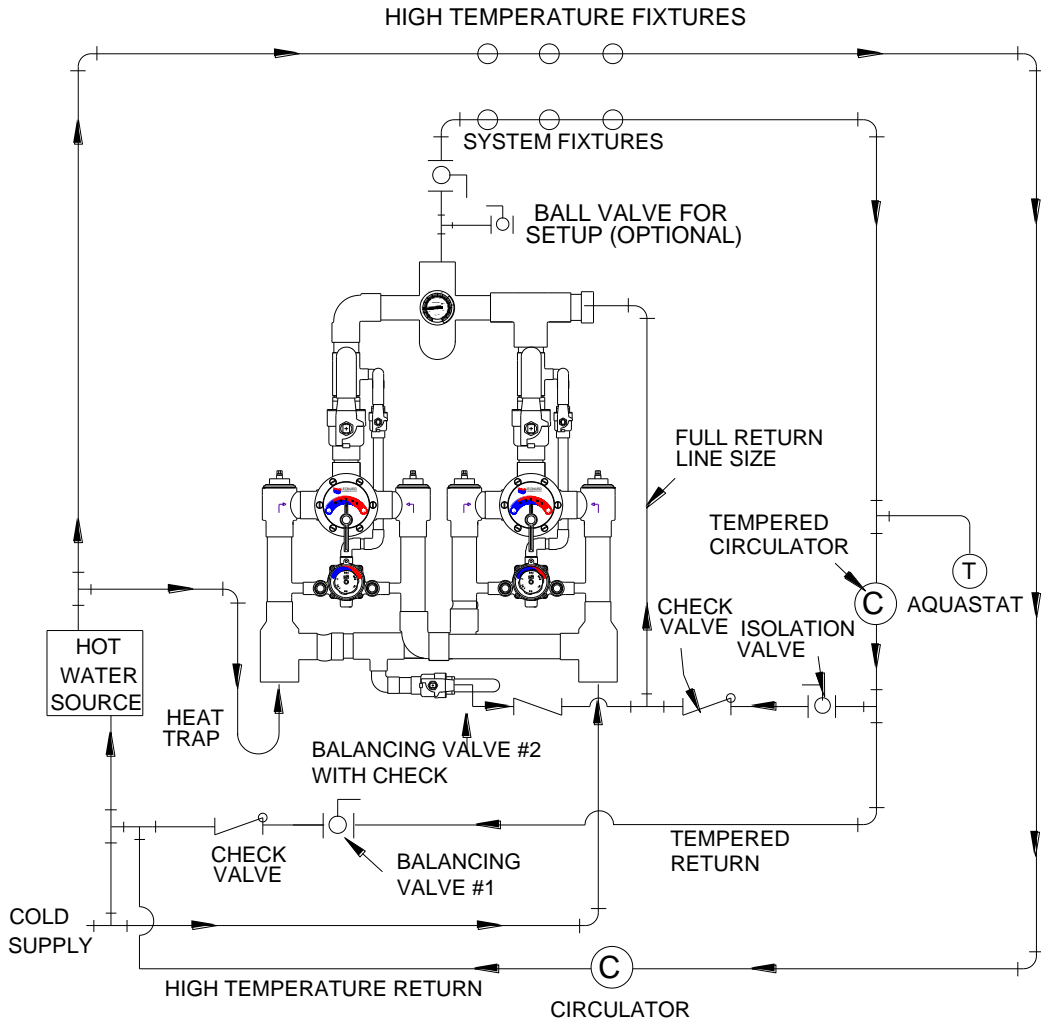 HIGH TEMPERATURE FIXTURES
SYSTEM FIXTURES
BALL VALVE FOR
SETUP (OPTIONAL)
FULL RETURN
LINE SIZE
TEMPERED
CIRCULATOR
T
C
AQUASTAT
CHECK
VALVE
ISOLATION
VALVE
HOT
WATER
SOURCE
HEAT
TRAP
BALANCING VALVE #2
WITH CHECK
TEMPERED
RETURN
CHECK
VALVE
BALANCING
VALVE #1
COLD
SUPPLY
HIGH TEMPERATURE RETURN
C
CIRCULATOR